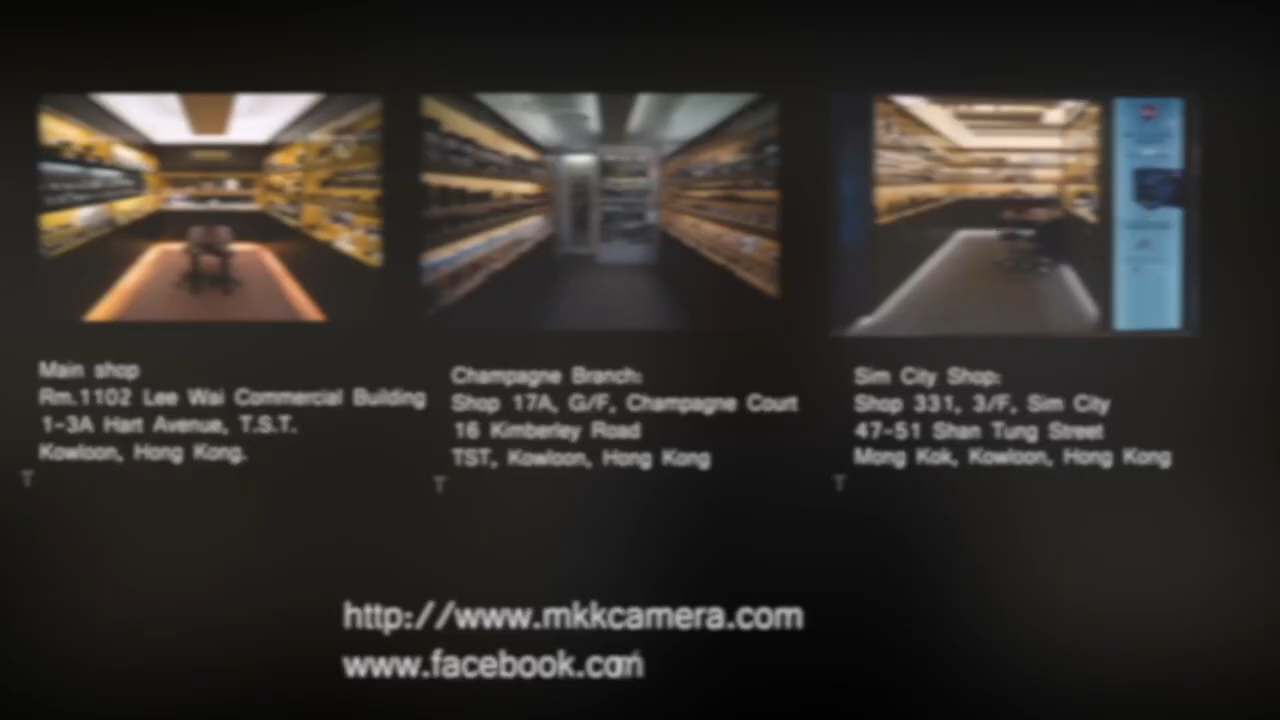 Main shop
Rm.1102 Lee Wai Commercial Building
1-3A Hart Avenue, T.S.T.
Kowloon, Hong Kong.
T
Champagne Branch:
Shop 17A, G/F, Champagne Court
16 Kimberley Road
TST, Kowloon, Hong Kong
T
Sim City Shop:
Shop 331, 3/F, Sim City
47-51 Shan Tung Street
Mong Kok, Kowloon, Hong Kong
T
http://www.mkkcamera.com
www.facebook.com